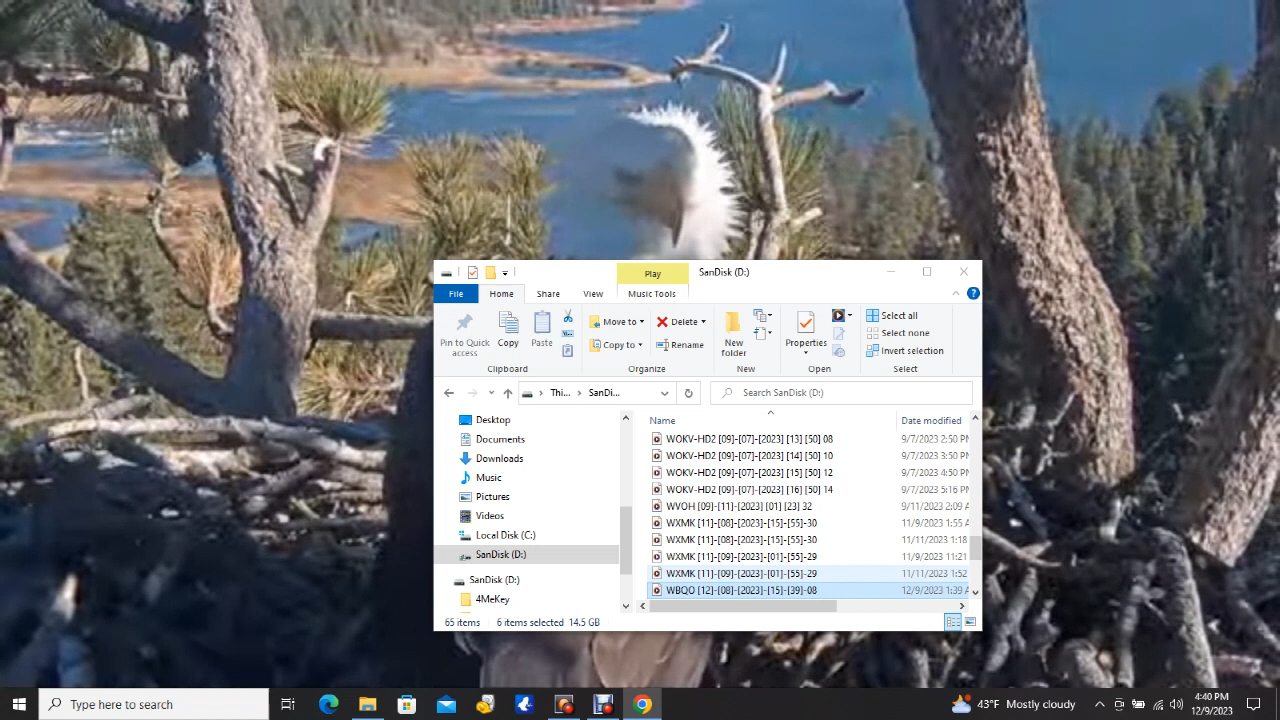 Play
SanDisk (D:)
File
Home
Share
View
Music Tools
Pin to Quick access
Copy
Paste
Move to
Copy to
Delete
Rename
New folder
Properties
Select all
Select none
Invert selection
Clipboard
Organize
New
Open
Select
Thi...
SanDi...
Search SanDisk (D:)
Desktop
Documents
Downloads
Music
Pictures
Videos
Local Disk (C:)
SanDisk (D:)
SanDisk (D:)
4MeKey
Name
Date modified
WOKV-HD2 [09]-[07]-[2023] [13] [50] 08
9/7/2023 2:50 PM
WOKV-HD2 [09]-[07]-[2023] [14] [50] 10
9/7/2023 3:50 PM
WOKV-HD2 [09]-[07]-[2023] [15] [50] 12
9/7/2023 4:50 PM
WOKV-HD2 [09]-[07]-[2023] [16] [50] 14
9/7/2023 5:16 PM
WVOH [09]-[11]-[2023] [01] [23] 32
9/11/2023 2:09 A
WXMK [11]-[08]-[2023]-[15]-[55]-30
11/9/2023 1:55 A
WXMK [11]-[08]-[2023]-[15]-[55]-30
11/11/2023 1:18
WXMK [11]-[09]-[2023]-[01]-[55]-29
11/9/2023 11:21
WXMK [11]-[09]-[2023]-[01]-[55]-29
11/11/2023 1:52
WBQO [12]-[08]-[2023]-[15]-[39]-08
12/9/2023 1:39 A
65 items
6 items selected 14.5 GB
Type here to search
43°F Mostly cloudy
4:40 PM
12/9/2023